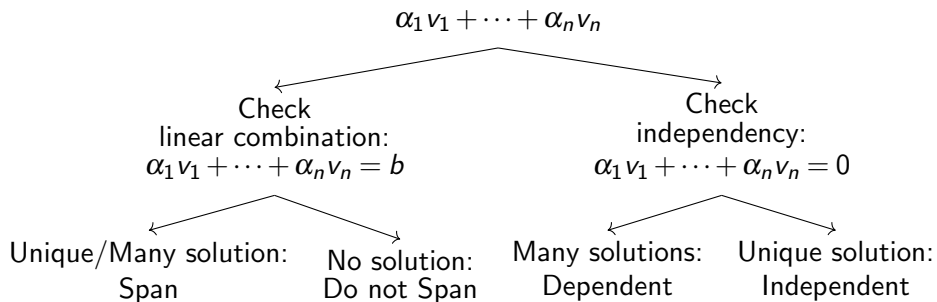 α₁v₁ + ··· + αₙvₙ
Check
linear combination:
α₁v₁ + ··· + αₙvₙ = b
Check
independency:
α₁v₁ + ··· + αₙvₙ = 0
Unique/Many solution:
Span
No solution:
Do not Span
Many solutions:
Dependent
Unique solution:
Independent